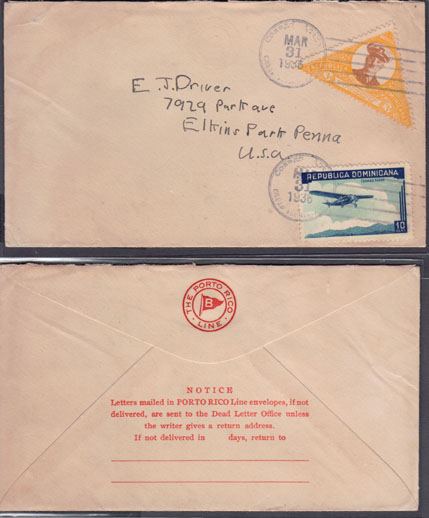 MAR
31
1936
E J. Driver
7929 Park ave
Elkins Park Penna
U.S.a
31
1936
REPUBLICA DOMINICANA
10
THE PORTO RICO
B
LINE
NOTICE
Letters mailed in PORTO RICO Line envelopes, if not
delivered, are sent to the Dead Letter Office unless
the writer gives a return address.
If not delivered in days, return to